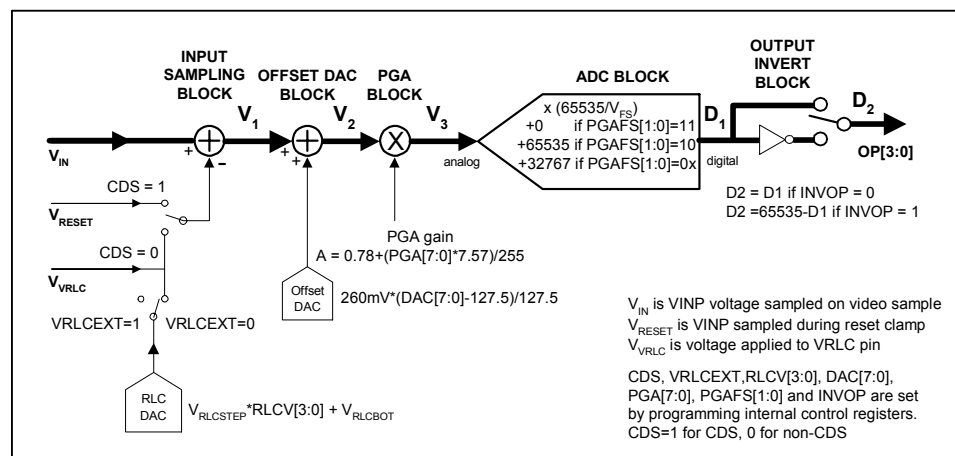 INPUT
SAMPLING
BLOCK
OFFSET DAC
BLOCK
PGA
BLOCK
ADC BLOCK
OUTPUT
INVERT
BLOCK
V1
V2
V3
D1
D2
x (65535/VFS)
+0 if PGAFS[1:0]=11
+65535 if PGAFS[1:0]=10
+32767 if PGAFS[1:0]=0x
VIN
+
+
–
+
+
X
analog
digital
OP[3:0]
CDS = 1
VRESET
CDS = 0
VVRLC
VRLCEXT=1
VRLCEXT=0
RLC
DAC
VRLCSTEP*RLCV[3:0] + VRLCBOT
PGA gain
A = 0.78+(PGA[7:0]*7.57)/255
Offset
DAC
260mV*(DAC[7:0]-127.5)/127.5
D2 = D1 if INVOP = 0
D2 =65535-D1 if INVOP = 1
VIN is VINP voltage sampled on video sample
VRESET is VINP sampled during reset clamp
VVRLC is voltage applied to VRLC pin
CDS, VRLCEXT,RLCV[3:0], DAC[7:0],
PGA[7:0], PGAFS[1:0] and INVOP are set
by programming internal control registers.
CDS=1 for CDS, 0 for non-CDS